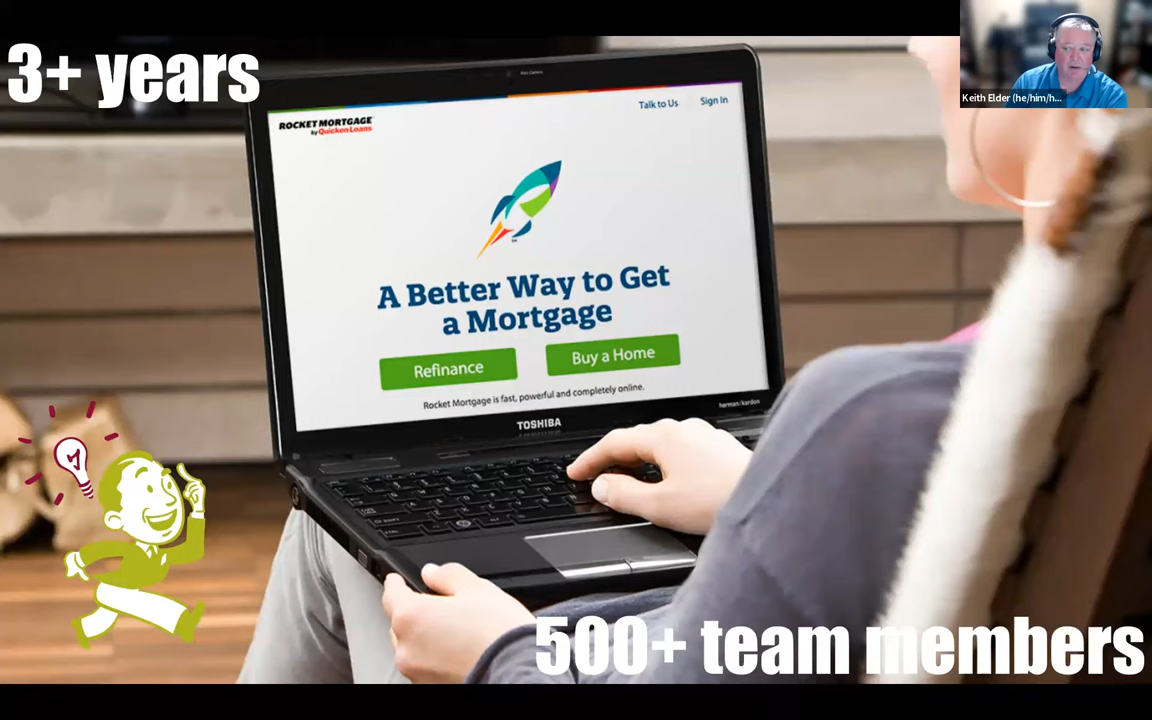 3+ years
Keith Elder (he/him/h...
Talk to Us
Sign In
ROCKET MORTGAGE
by Quicken Loans
A Better Way to Get
a Mortgage
Refinance
Buy a Home
Rocket Mortgage is fast, powerful and completely online.
harman/kardon
TOSHIBA
500+ team members